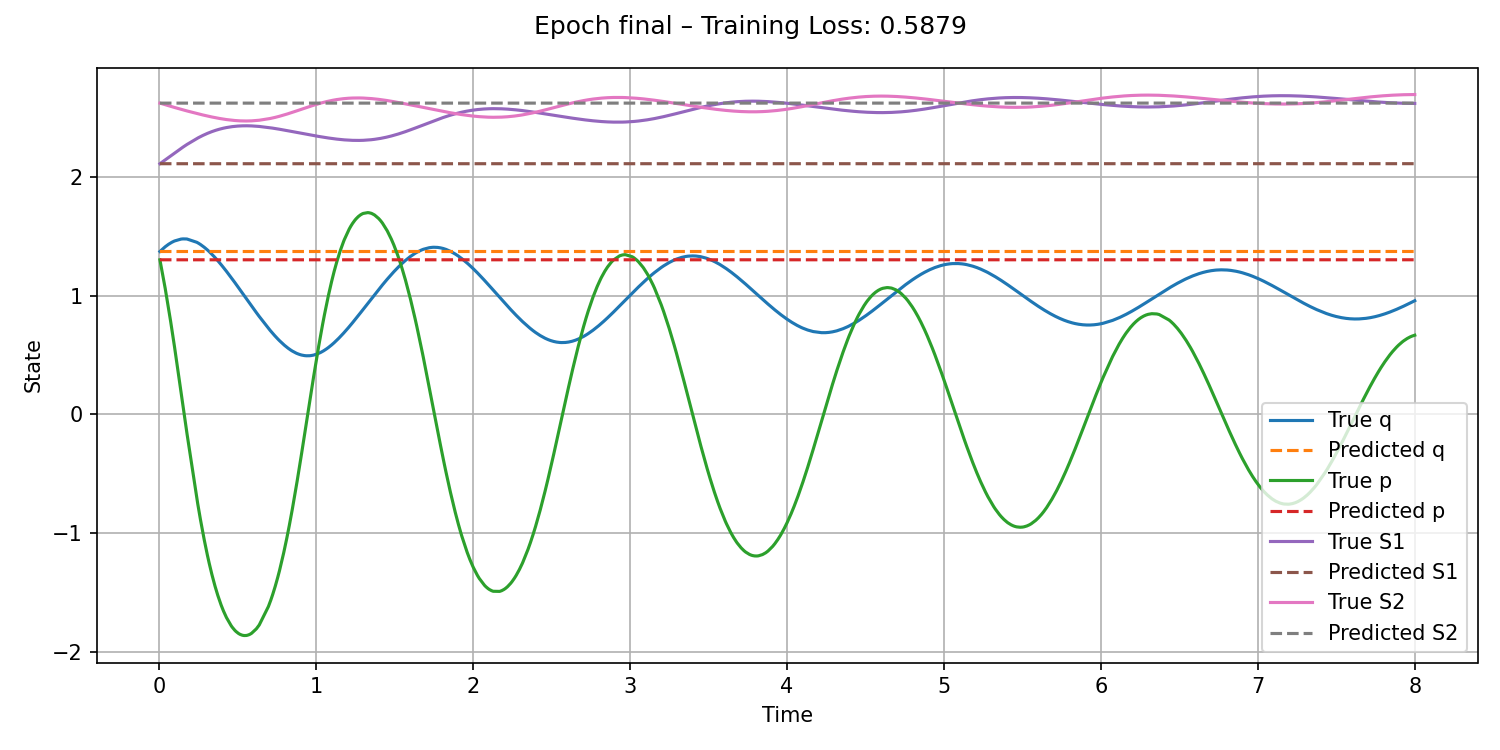 Epoch final – Training Loss: 0.5879
State
2
1
0
−1
−2
True q
Predicted q
True p
Predicted p
True S1
Predicted S1
True S2
Predicted S2
0 1 2 3 4 5 6 7 8
Time